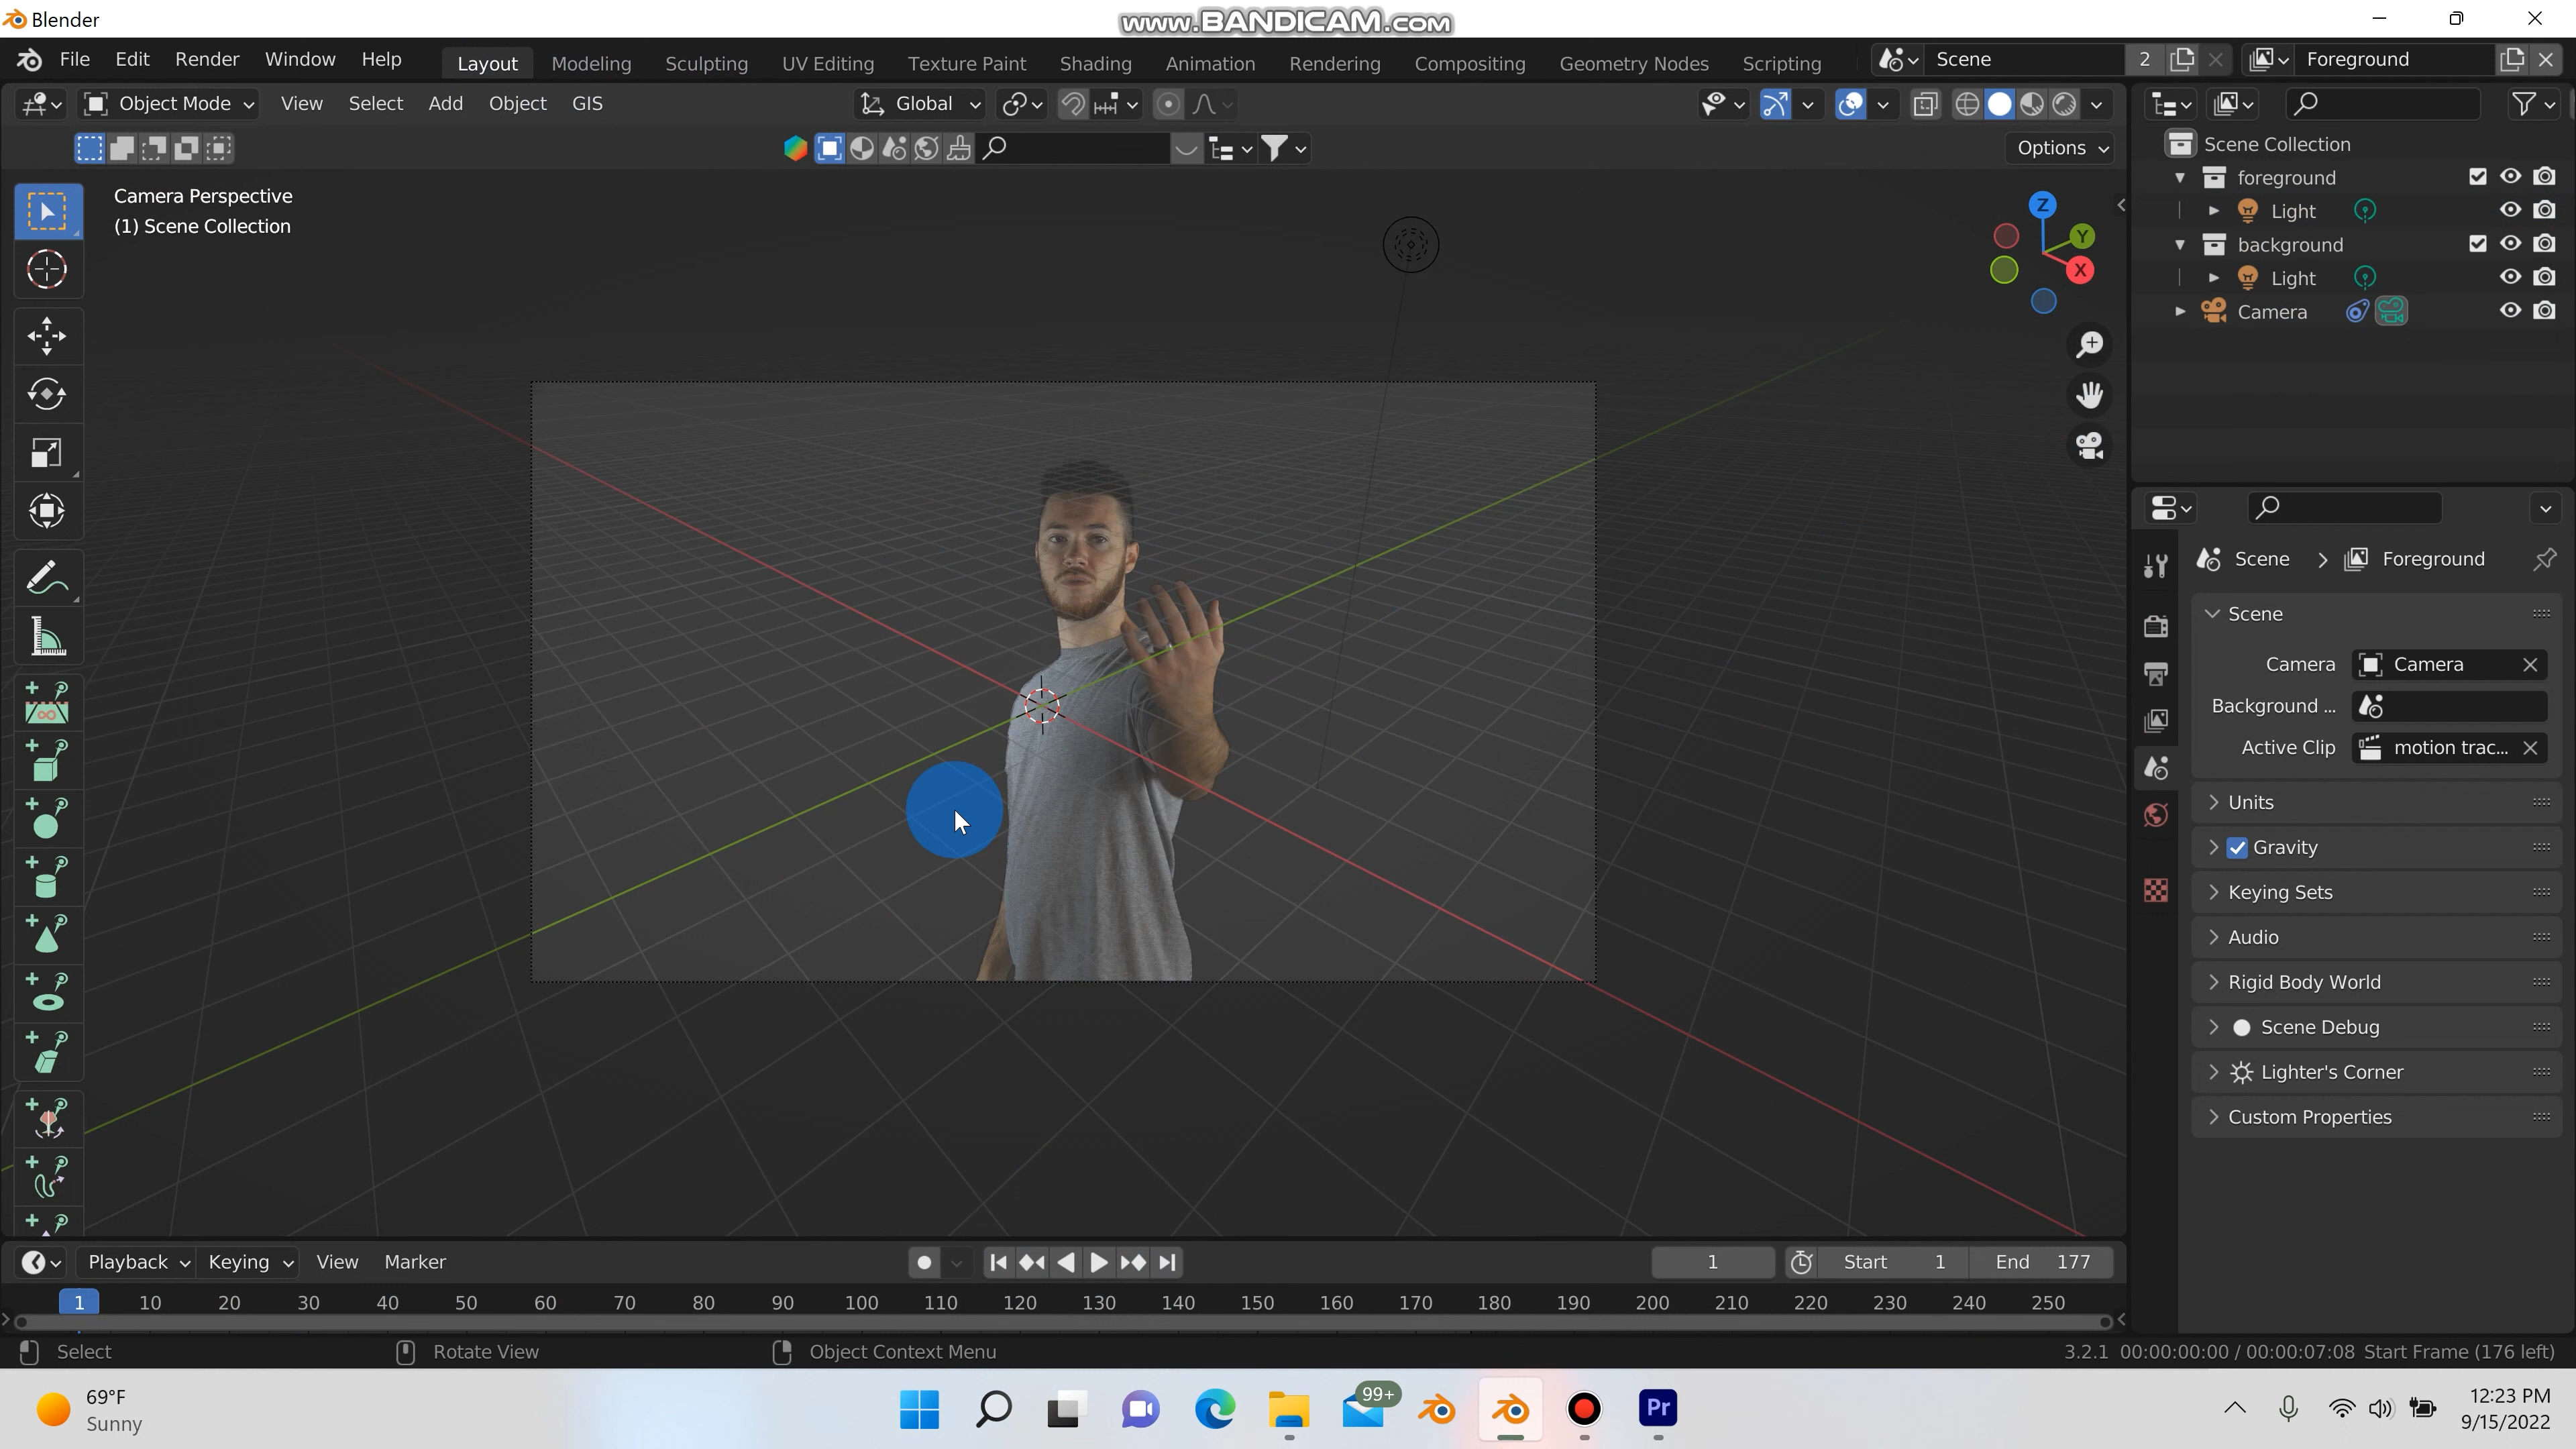 Blender
www.BANDICAM.com
File Edit Render Window Help
Layout Modeling Sculpting UV Editing Texture Paint Shading Animation Rendering Compositing Geometry Nodes Scripting
Scene 2 Foreground
Object Mode View Select Add Object GIS
Global
Options
Camera Perspective
(1) Scene Collection
Z
Y
X
Scene Collection
foreground
Light
background
Light
Camera
Scene > Foreground
Scene
Camera Camera
Background ...
Active Clip motion trac...
Units
Gravity
Keying Sets
Audio
Rigid Body World
Scene Debug
Lighter's Corner
Custom Properties
Playback Keying View Marker
1 Start 1 End 177
1 10 20 30 40 50 60 70 80 90 100 110 120 130 140 150 160 170 180 190 200 210 220 230 240 250
Select Rotate View Object Context Menu
3.2.1 00:00:00:00 / 00:00:07:08 Start Frame (176 left)
69°F
Sunny
99+
Pr
12:23 PM
9/15/2022